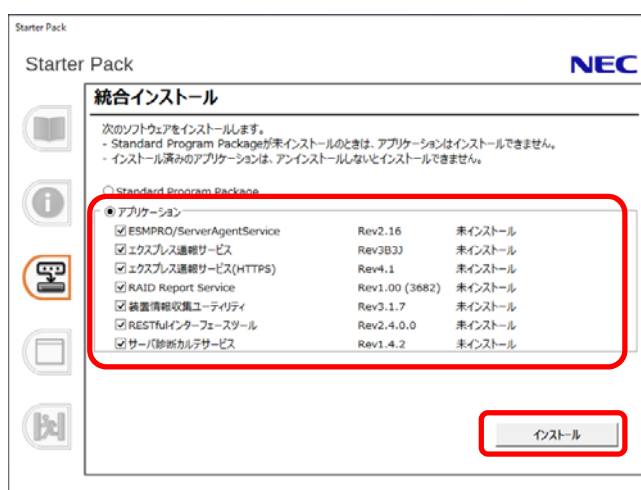 Starter Pack
Starter Pack
NEC
統合インストール
次のソフトウェアをインストールします。
- Standard Program Packageが未インストールのときは、アプリケーションはインストールできません。
- インストール済みのアプリケーションは、アンインストールしないとインストールできません。
Standard Program Package
アプリケーション
ESMPRO/ServerAgentService Rev2.16 未インストール
エクスプレス通報サービス Rev3B3J 未インストール
エクスプレス通報サービス(HTTPS) Rev4.1 未インストール
RAID Report Service Rev1.00 (3682) 未インストール
装置情報収集ユーティリティ Rev3.1.7 未インストール
RESTfulインターフェースツール Rev2.4.0.0 未インストール
サーバ診断カルテサービス Rev1.4.2 未インストール
インストール